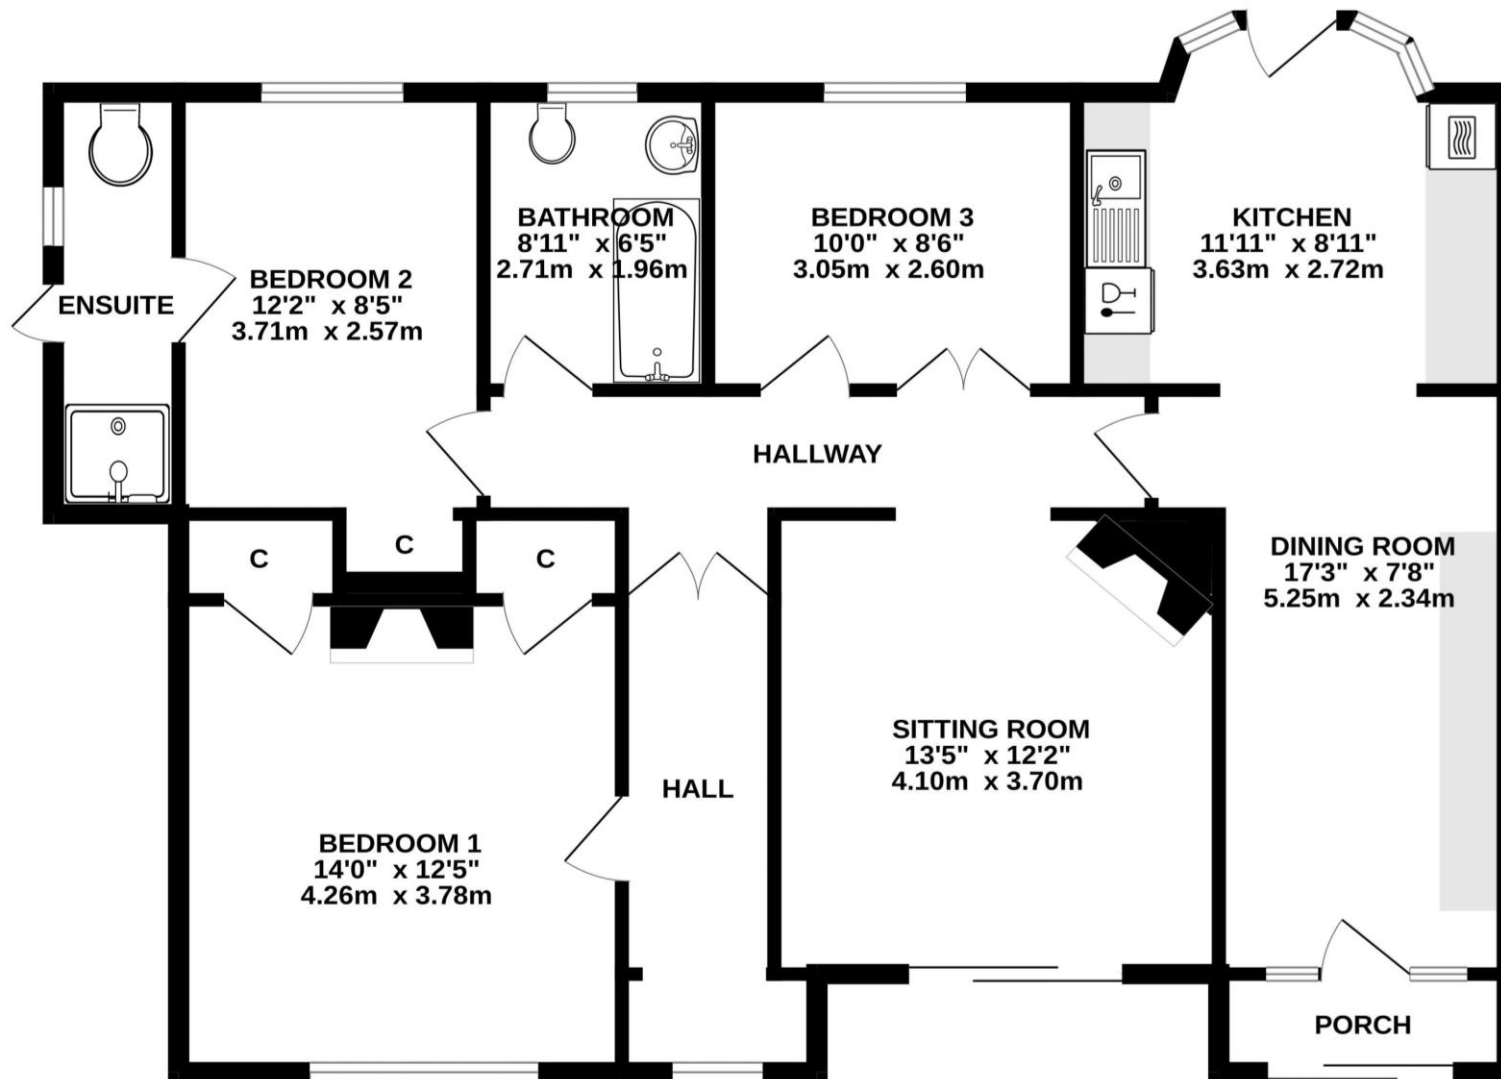 BATHROOM
8'11" x 6'5"
2.71m x 1.96m
BEDROOM 3
10'0" x 8'6"
3.05m x 2.60m
KITCHEN
11'11" x 8'11"
3.63m x 2.72m
BEDROOM 2
12'2" x 8'5"
3.71m x 2.57m
ENSUITE
HALLWAY
C
C
C
DINING ROOM
17'3" x 7'8"
5.25m x 2.34m
SITTING ROOM
13'5" x 12'2"
4.10m x 3.70m
HALL
BEDROOM 1
14'0" x 12'5"
4.26m x 3.78m
PORCH